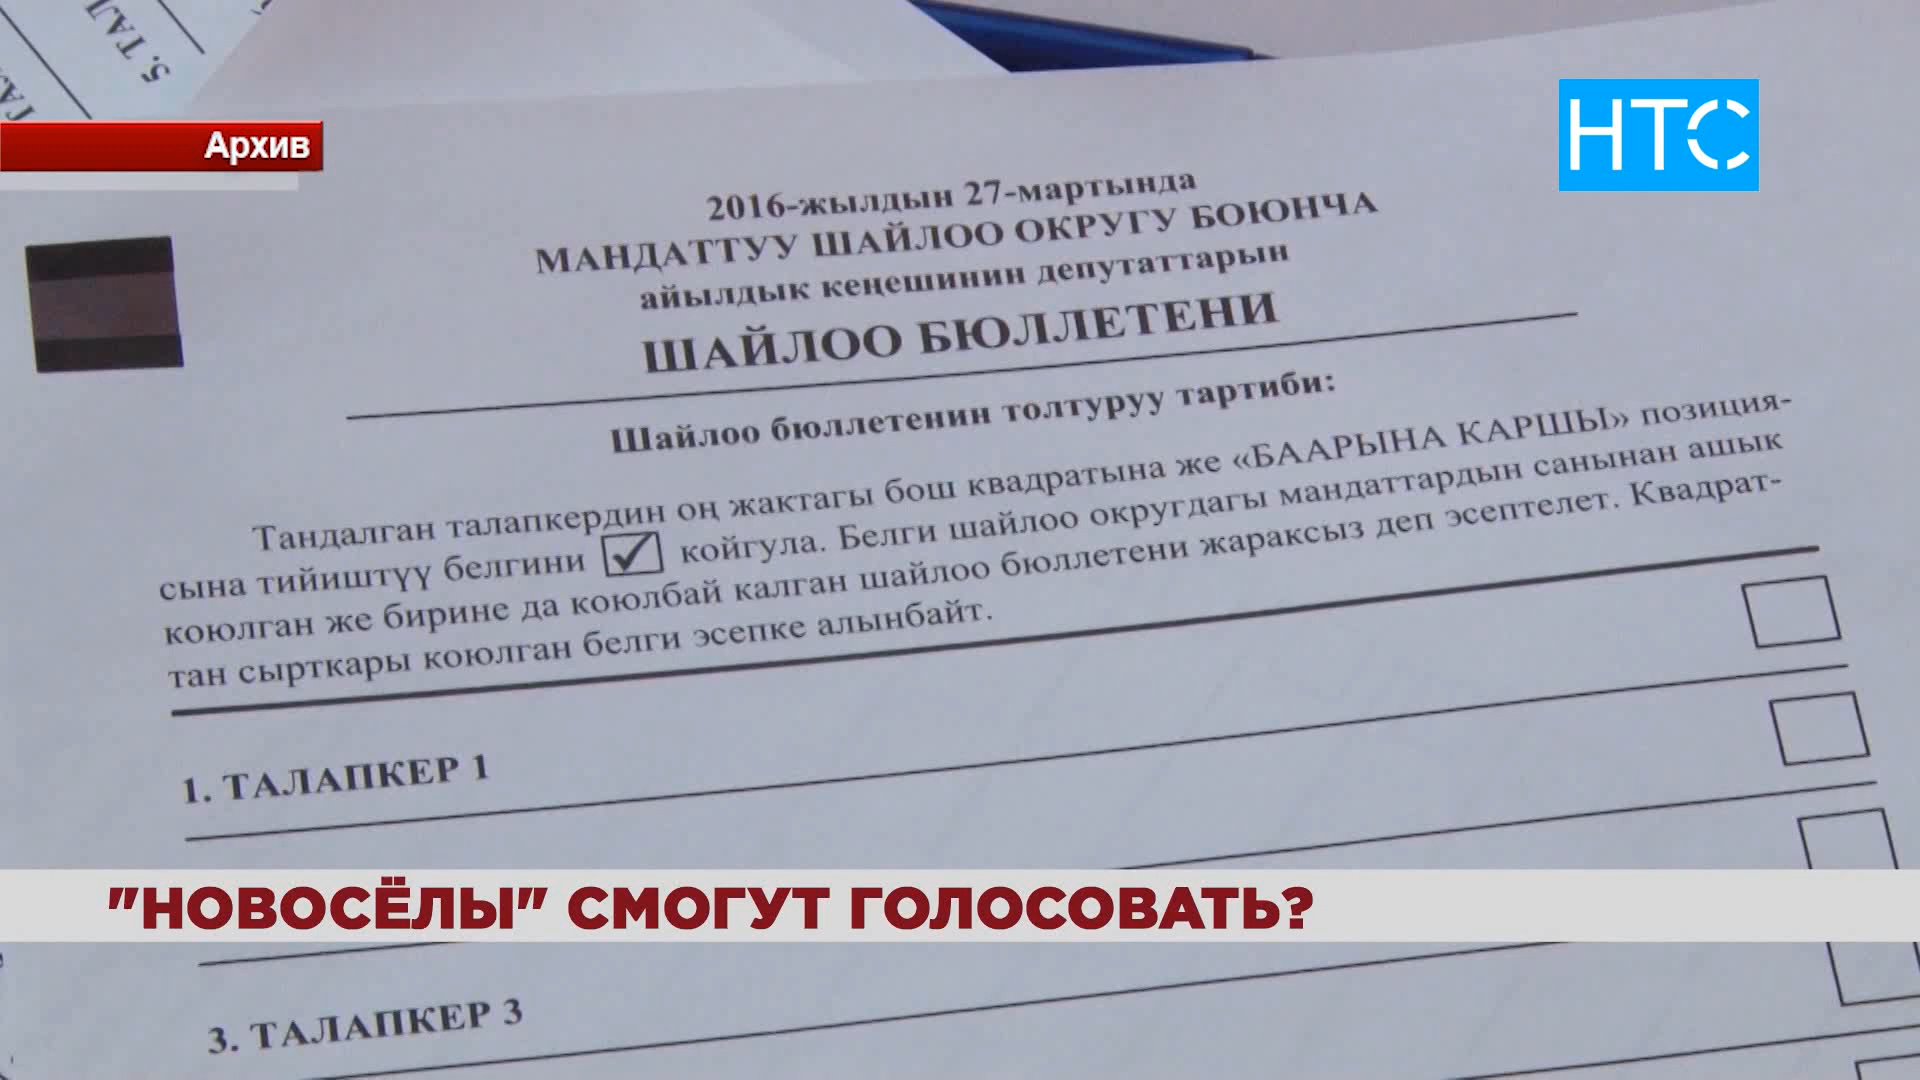 5. ТАЛ
Архив
НТС
2016-жылдын 27-мартында
МАНДАТТУУ ШАЙЛОО ОКРУГУ БОЮНЧА
айылдык кеңешинин депутаттарын
ШАЙЛОО БЮЛЛЕТЕНИ
Шайлоо бюллетенин толтуруу тартиби:
Тандалган талапкердин оң жактагы бош квадратына же «БААРЫНА КАРШЫ» позиция-
сына тийиштүү белгини койгула. Белги шайлоо округдагы мандаттардын санынан ашык
коюлган же бирине да коюлбай калган шайлоо бюллетени жараксыз деп эсептелет. Квадрат-
тан сырткары коюлган белги эсепке алынбайт.
1. ТАЛАПКЕР 1
"НОВОСЁЛЫ" СМОГУТ ГОЛОСОВАТЬ?
3. ТАЛАПКЕР 3